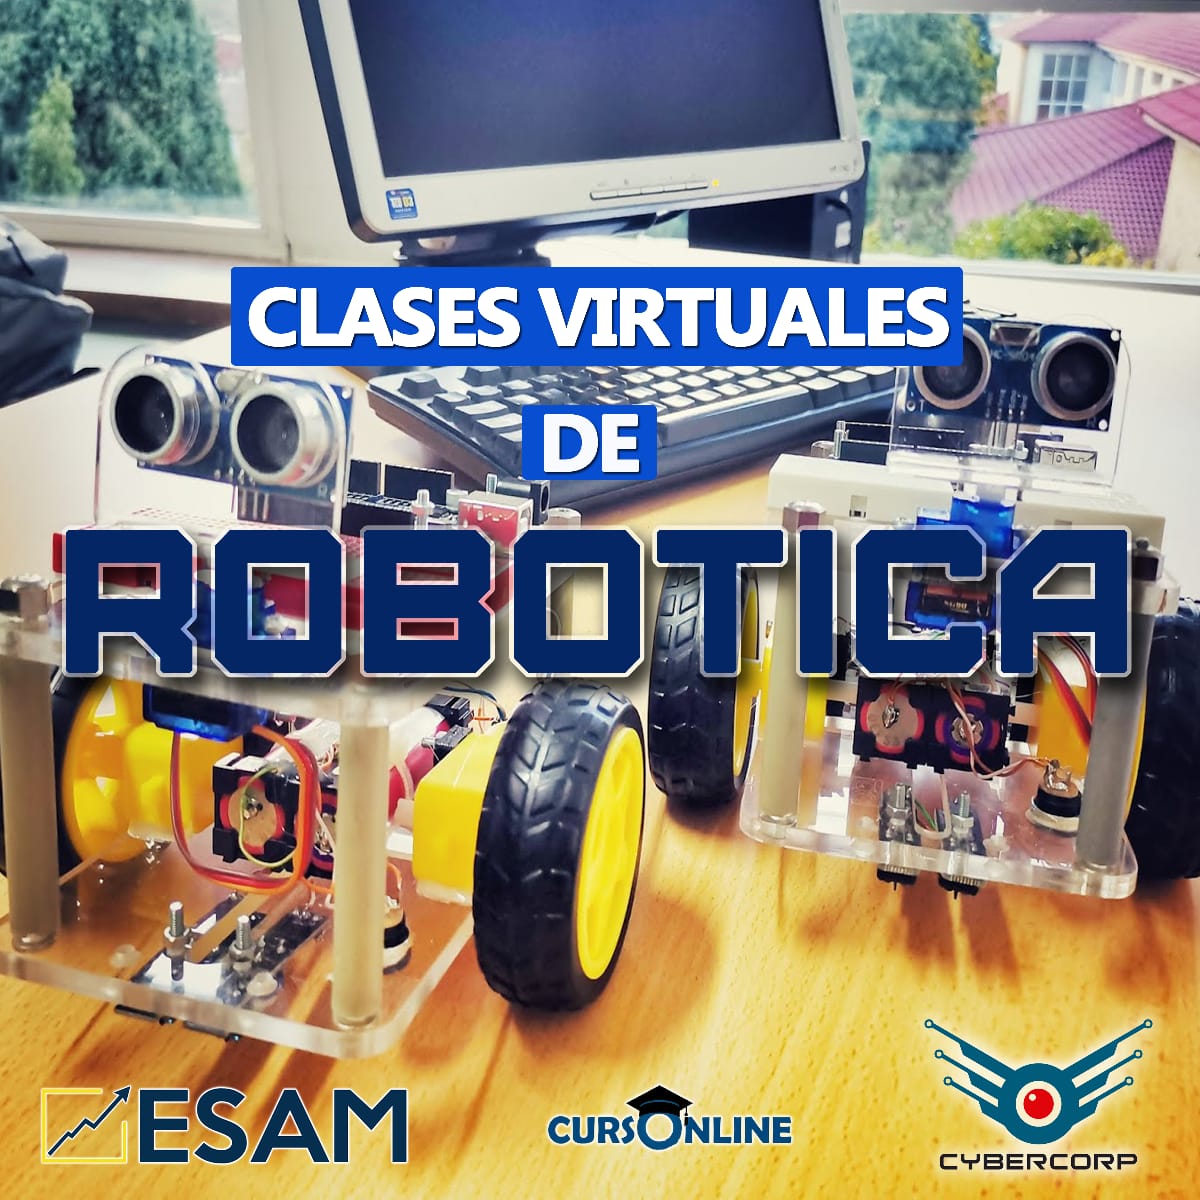 CLASES VIRTUALES
DE
ROBOTICA
ESAM
CURSONLINE
CYBERCORP